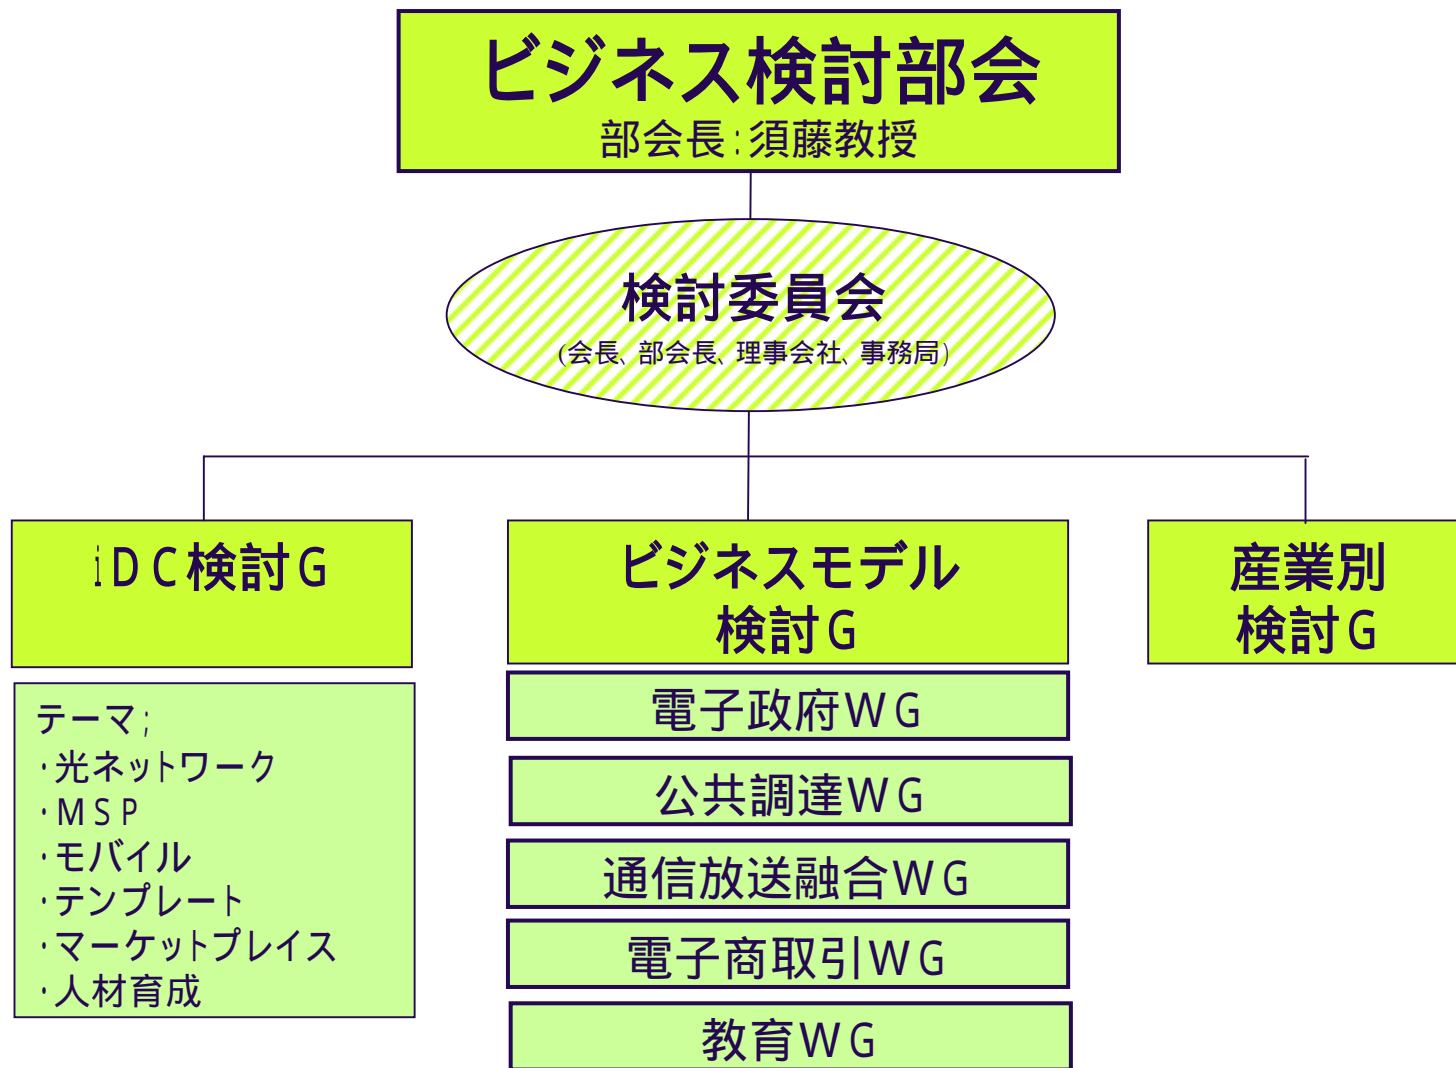 ビジネス検討部会
部会長:須藤教授
検討委員会
(会長、部会長、理事会社、事務局)
iDC検討G
テーマ;
・光ネットワーク
・MSP
・モバイル
・テンプレート
・マーケットプレイス
・人材育成
ビジネスモデル
検討G
電子政府WG
公共調達WG
通信放送融合WG
電子商取引WG
教育WG
産業別
検討G